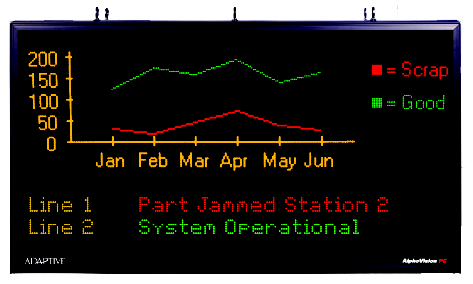 200
150
100
50
0
Jan Feb Mar Apr May Jun
= Scrap
= Good
Line 1 Part Jammed Station 2
Line 2 System Operational
ADAPTIVE
AlphaVision PC